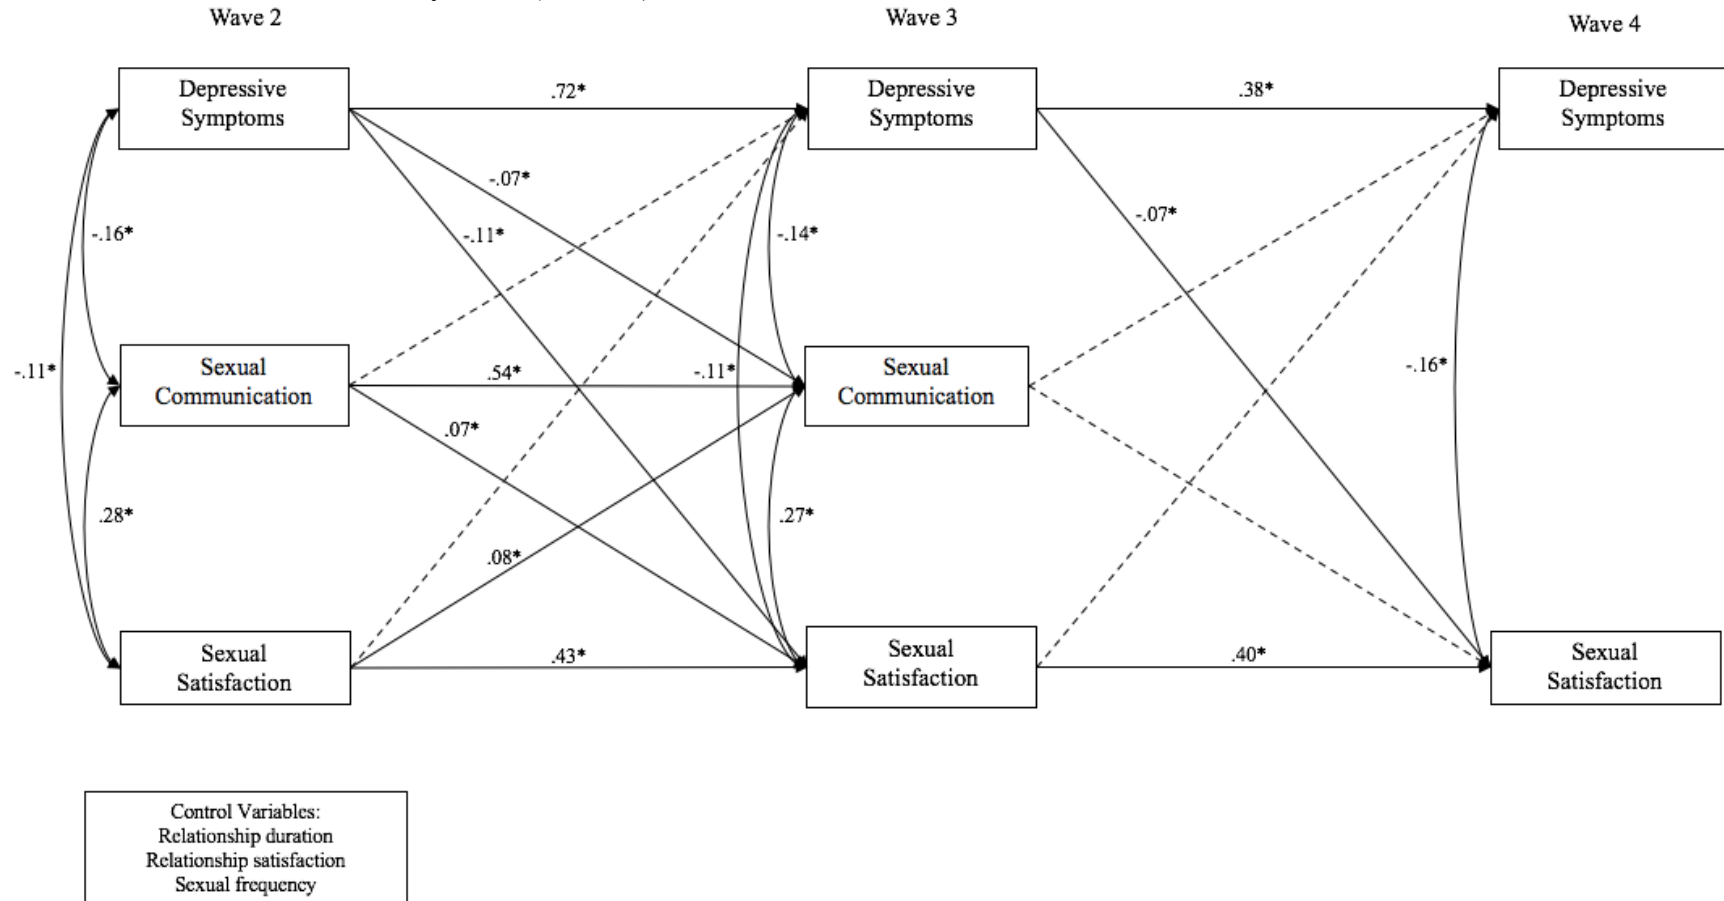 Wave 2
Wave 3
Wave 4
Depressive
Symptoms
.72*
Depressive
Symptoms
.38*
Depressive
Symptoms
-.07*
-.11*
-.16*
-.14*
-.07*
-.11*
Sexual
Communication
.54*
-.11*
Sexual
Communication
-.16*
.07*
.28*
.27*
.08*
Sexual
Satisfaction
.43*
Sexual
Satisfaction
.40*
Sexual
Satisfaction
Control Variables:
Relationship duration
Relationship satisfaction
Sexual frequency